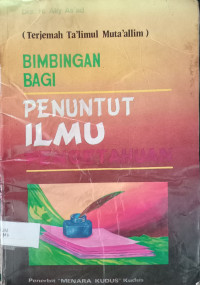 (Terjemah Ta'limul Muta'allim)
BIMBINGAN
BAGI
PENUNTUT
ILMU
Penerbit "MENARA KUDUS" Kudus